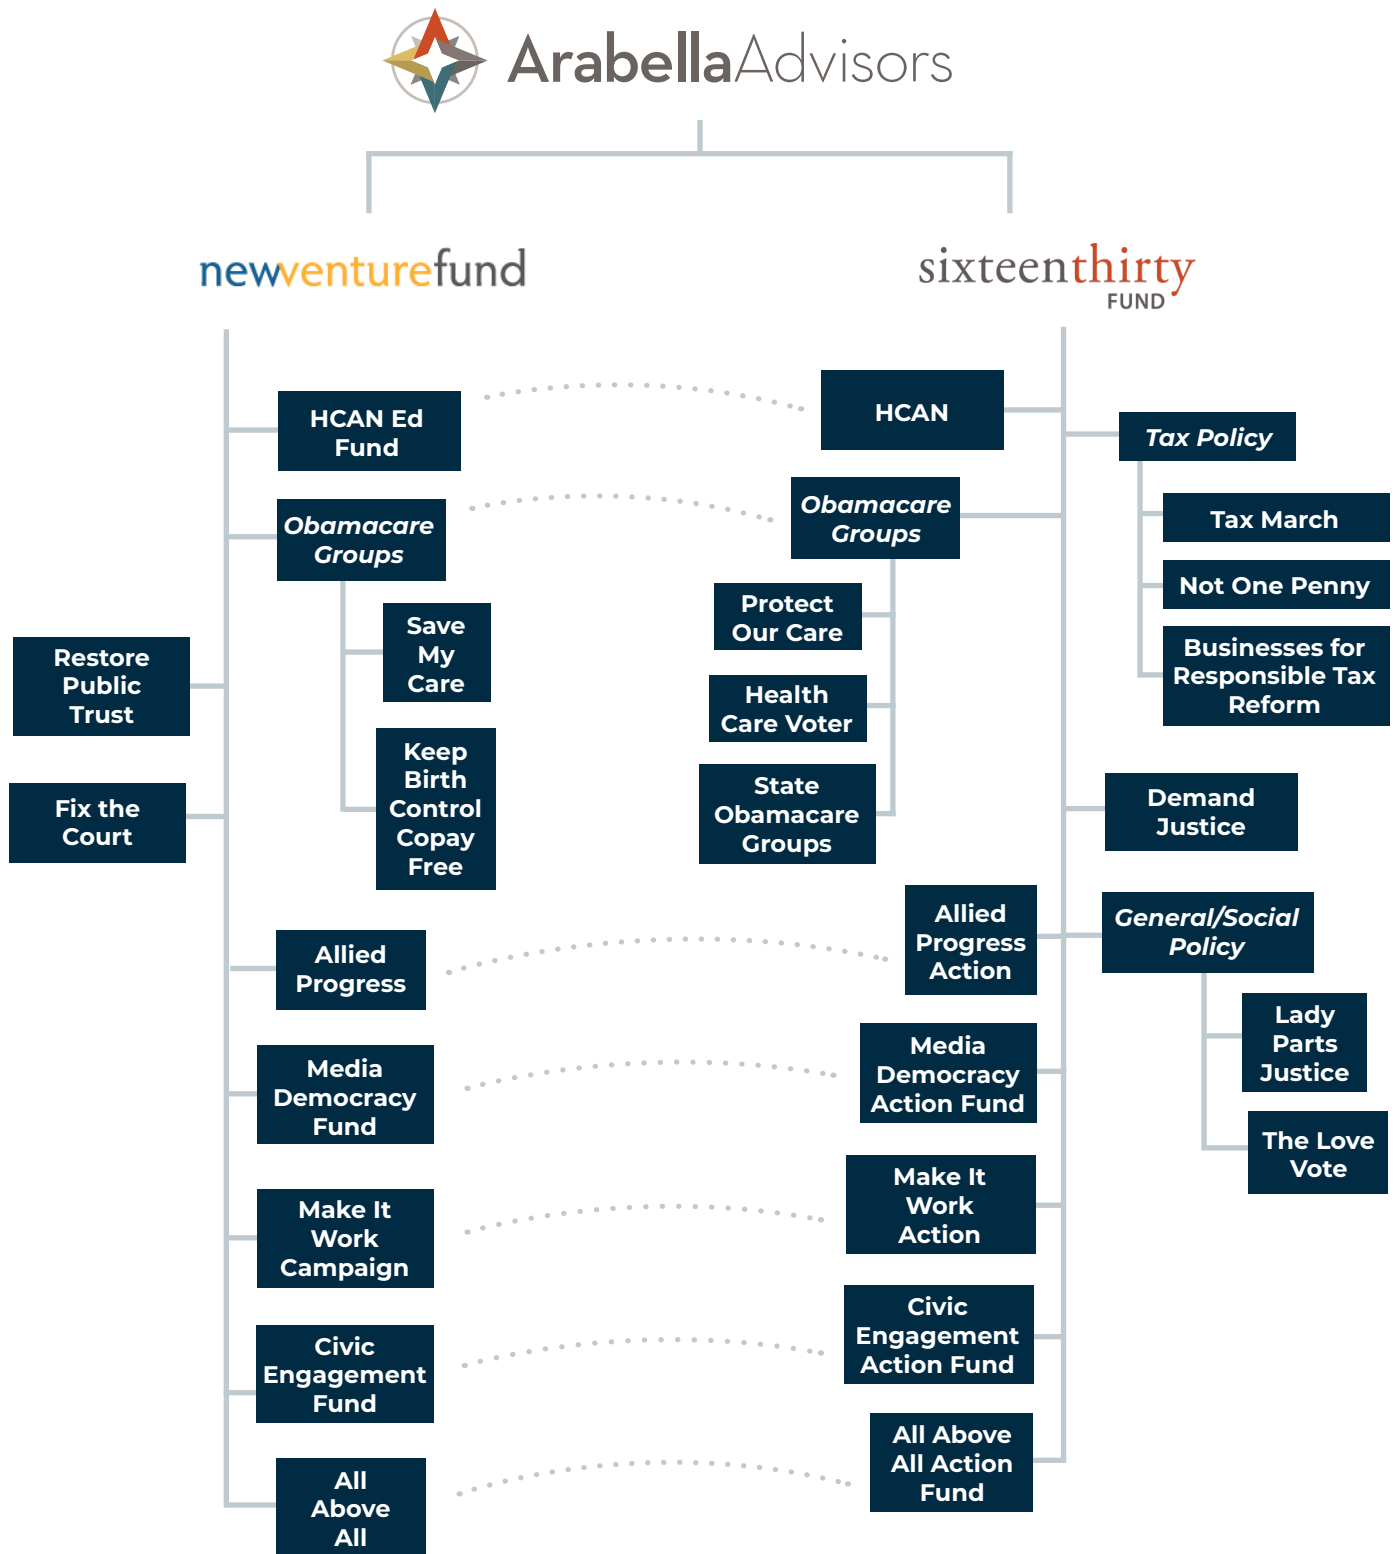 ArabellaAdvisors
newventurefund
sixteenthirty
FUND
HCAN Ed
Fund
Obamacare
Groups
Save
My
Care
Keep
Birth
Control
Copay
Free
Restore
Public
Trust
Fix the
Court
Allied
Progress
Media
Democracy
Fund
Make It
Work
Campaign
Civic
Engagement
Fund
All
Above
All
HCAN
Obamacare
Groups
Protect
Our Care
Health
Care Voter
State
Obamacare
Groups
Allied
Progress
Action
Media
Democracy
Action Fund
Make It
Work
Action
Civic
Engagement
Action Fund
All Above
All Action
Fund
Tax Policy
Tax March
Not One Penny
Businesses for
Responsible Tax
Reform
Demand
Justice
General/Social
Policy
Lady
Parts
Justice
The Love
Vote